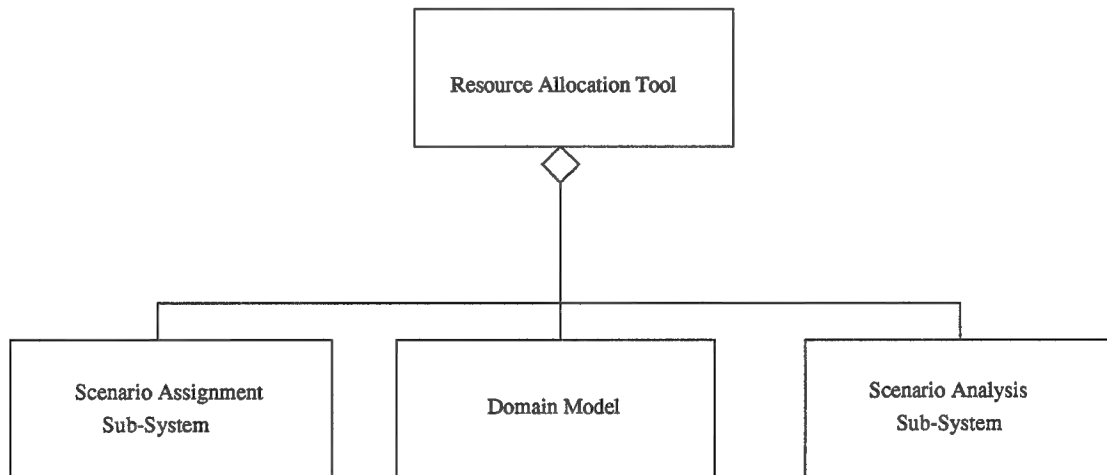 Resource Allocation Tool
Scenario Assignment
Sub-System
Domain Model
Scenario Analysis
Sub-System